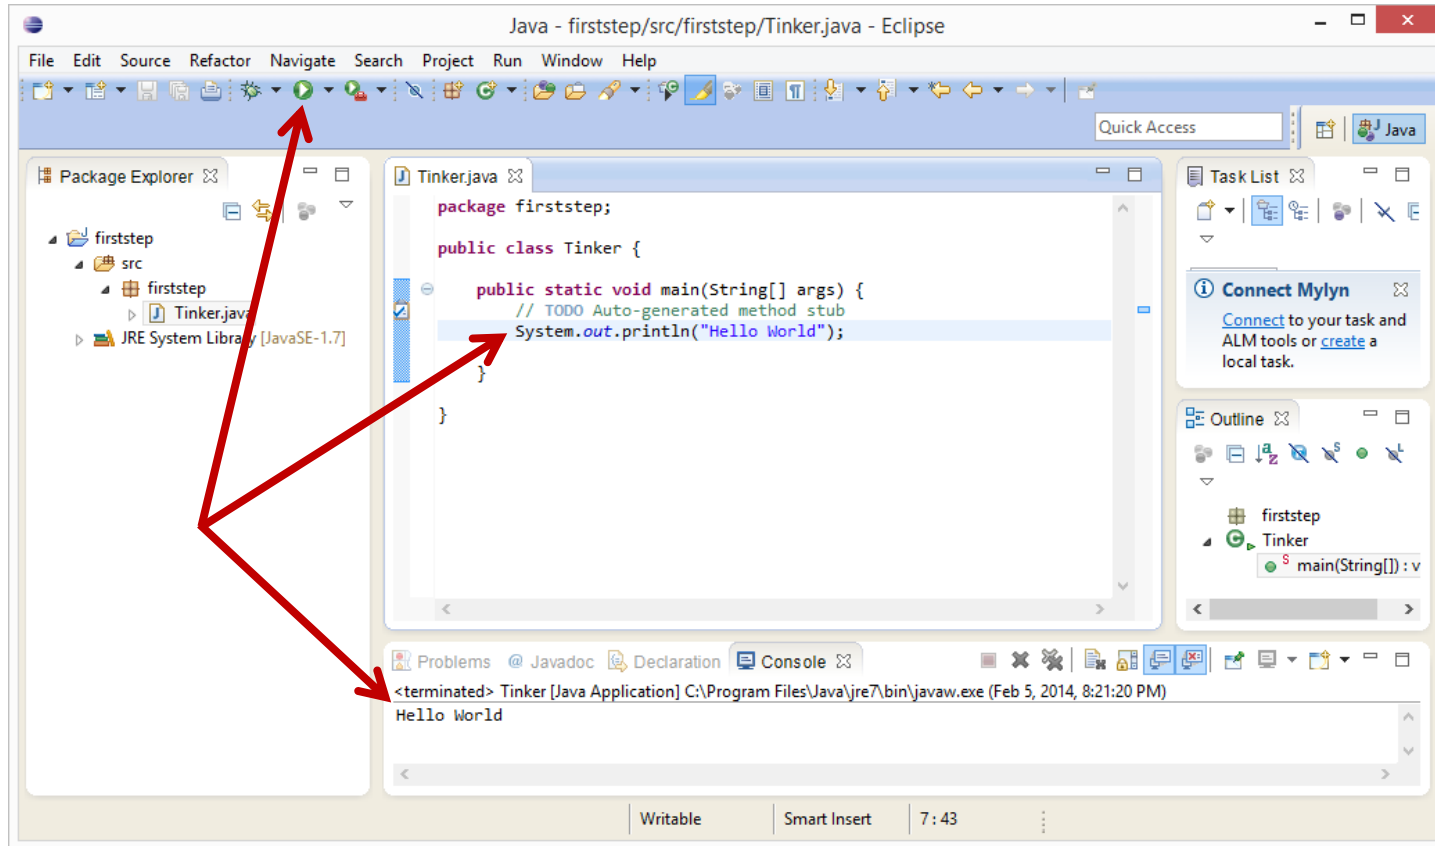 Java - firststep/src/firststep/Tinker.java - Eclipse
File Edit Source Refactor Navigate Search Project Run Window Help
Quick Access
Java
Package Explorer
firststep
src
firststep
Tinker.java
JRE System Library [JavaSE-1.7]
Tinker.java
package firststep;
public class Tinker {
public static void main(String[] args) {
// TODO Auto-generated method stub
System.out.println("Hello World");
}
}
Task List
Connect Mylyn
Connect to your task and
ALM tools or create a
local task.
Outline
firststep
Tinker
main(String[]) : v
Problems @ Javadoc Declaration Console
<terminated> Tinker [Java Application] C:\Program Files\Java\jre7\bin\javaw.exe (Feb 5, 2014, 8:21:20 PM)
Hello World
Writable Smart Insert 7 : 43